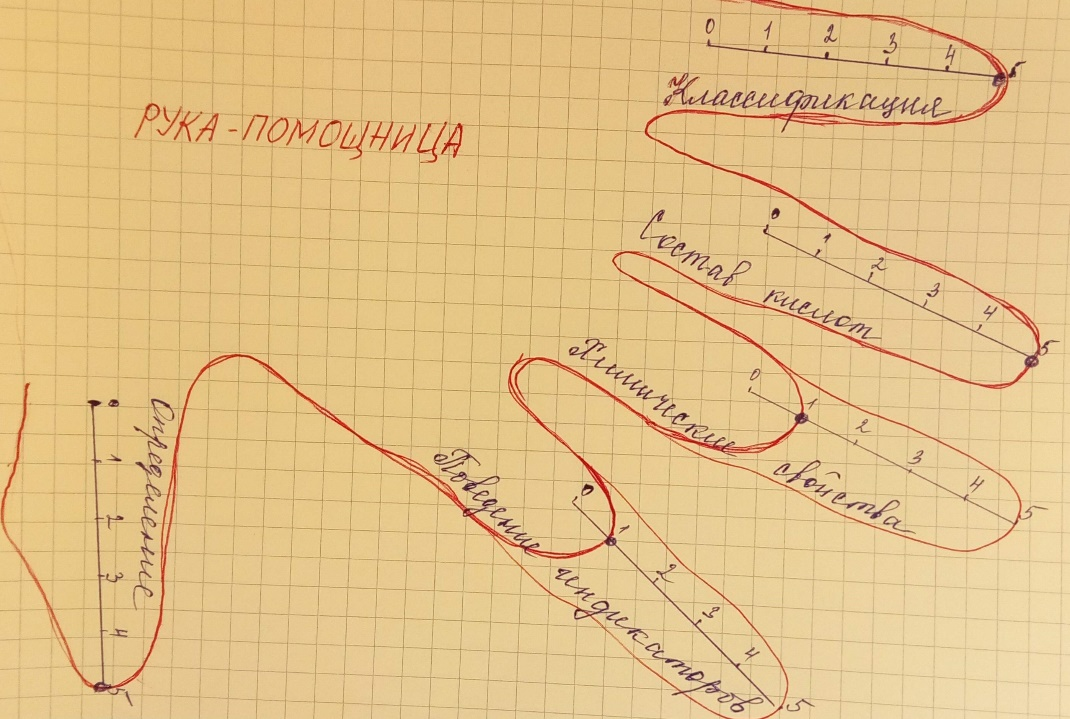 РУКА-ПОМОЩНИЦА
0 1 2 3 4 5
Классификация
0 1 2 3 4 5
Состав кислот
0 1 2 3 4 5
Химические свойства
0 1 2 3 4 5
Поведение индикаторов
0 1 2 3 4 5
Определение